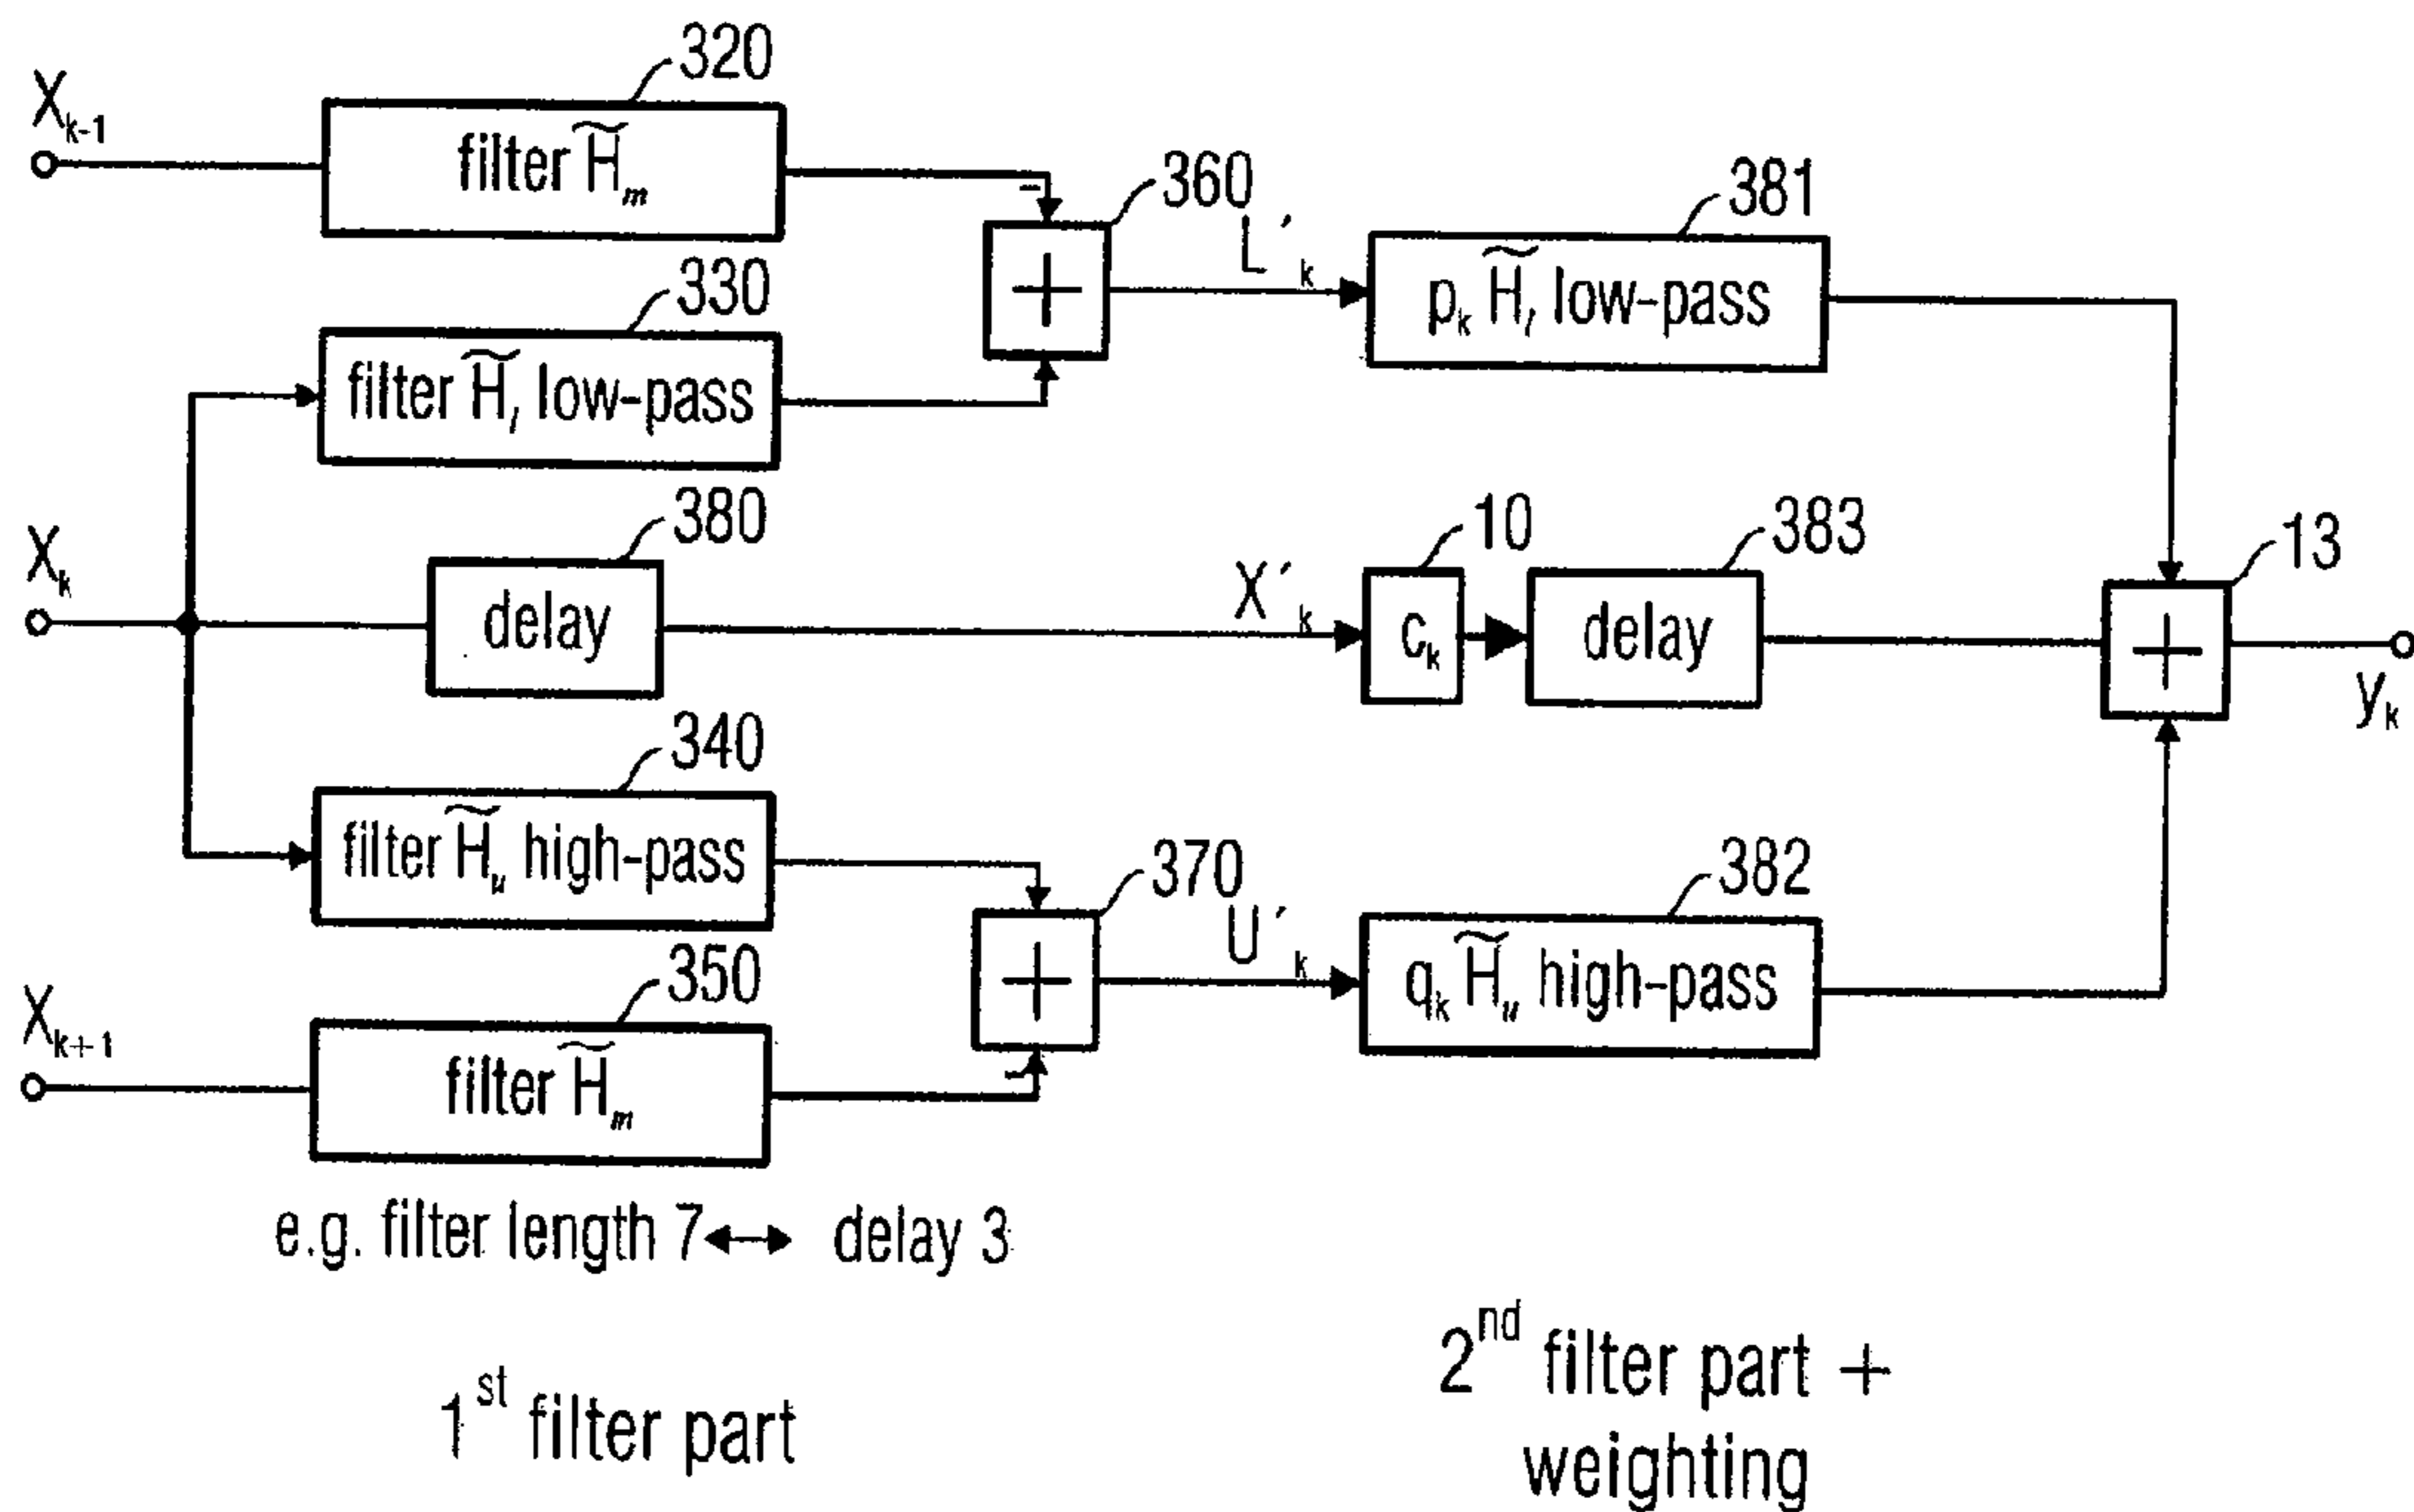 320
X_{k-1}
filter H̃_m
360
381
330
L′_k
+
p_k H̃_l low-pass
filter H̃_l low-pass
380
10
383
13
X_k
delay
X′_k
c_k
delay
+
y_k
340
filter H̃_u high-pass
370
382
350
U′_k
+
q_k H̃_u high-pass
X_{k+1}
filter H̃_m
-
-
e.g. filter length 7 ↔ delay 3
1st filter part
2nd filter part +
weighting